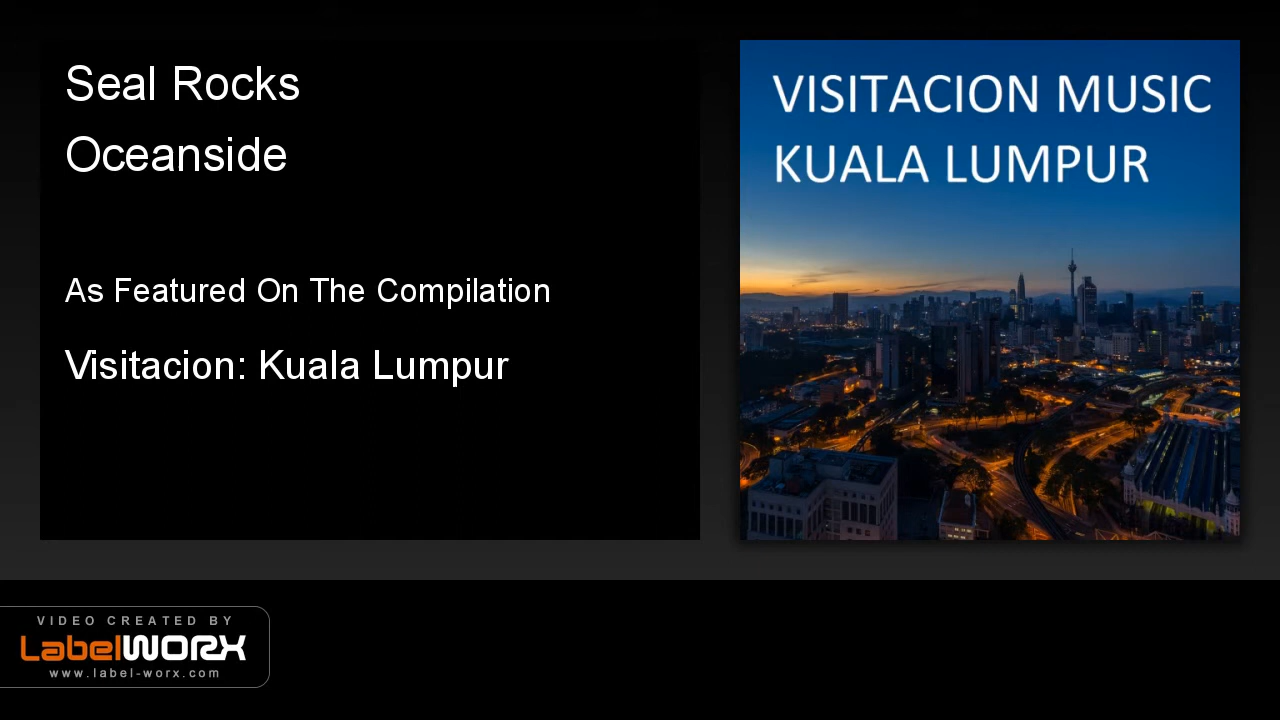 Seal Rocks
Oceanside
As Featured On The Compilation
Visitacion: Kuala Lumpur
VISITACION MUSIC
KUALA LUMPUR
VIDEO CREATED BY
LabelWORX
www.label-worx.com